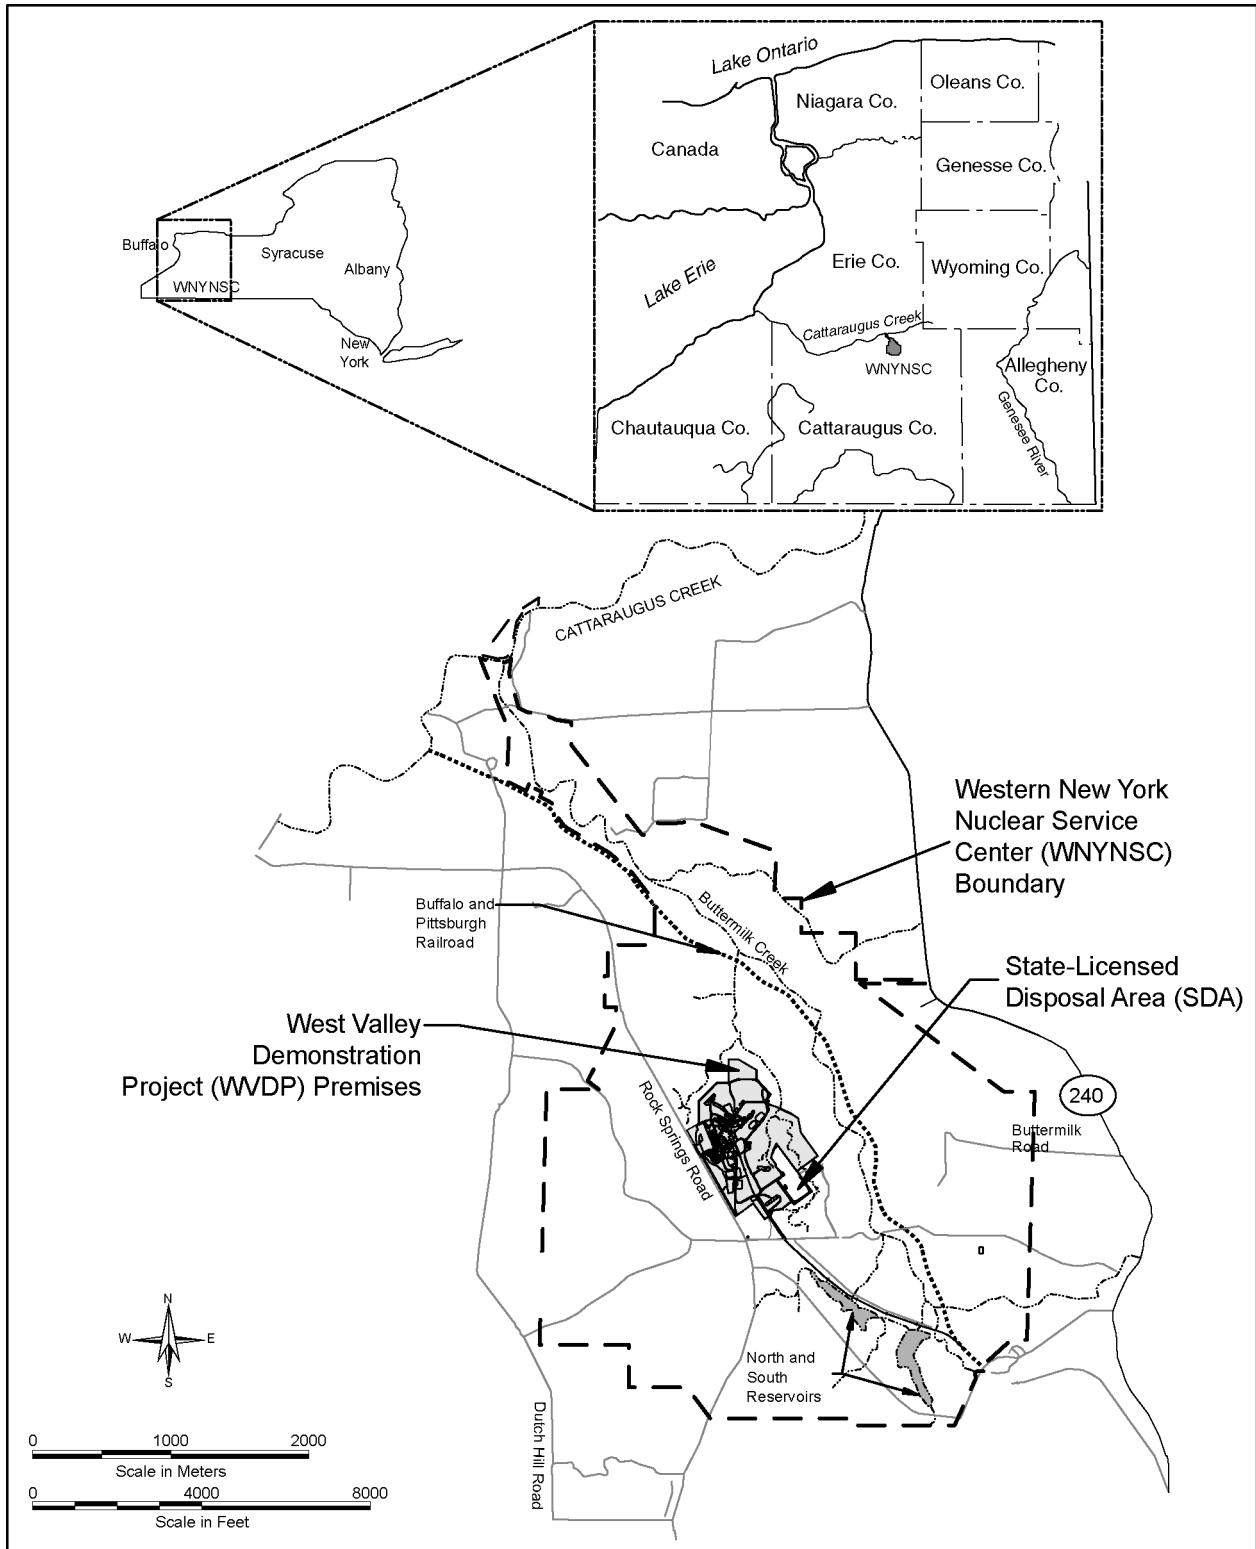 Lake Ontario
Oleans Co.
Niagara Co.
Canada
Genesse Co.
Buffalo
Syracuse
Albany
WNYNSC
New
York
Lake Erie
Erie Co.
Wyoming Co.
Cattaraugus Creek
WNYNSC
Allegheny
Co.
Genesee River
Chautauqua Co.
Cattaraugus Co.
CATTARAUGUS CREEK
Western New York
Nuclear Service
Center (WNYNSC)
Boundary
Buffalo and
Pittsburgh
Railroad
Buttermilk Creek
State-Licensed
Disposal Area (SDA)
West Valley
Demonstration
Project (WVDP) Premises
Rock Springs Road
240
Buttermilk
Road
N
W
E
S
North and
South
Reservoirs
Dutch Hill Road
0
1000
2000
Scale in Meters
0
4000
8000
Scale in Feet